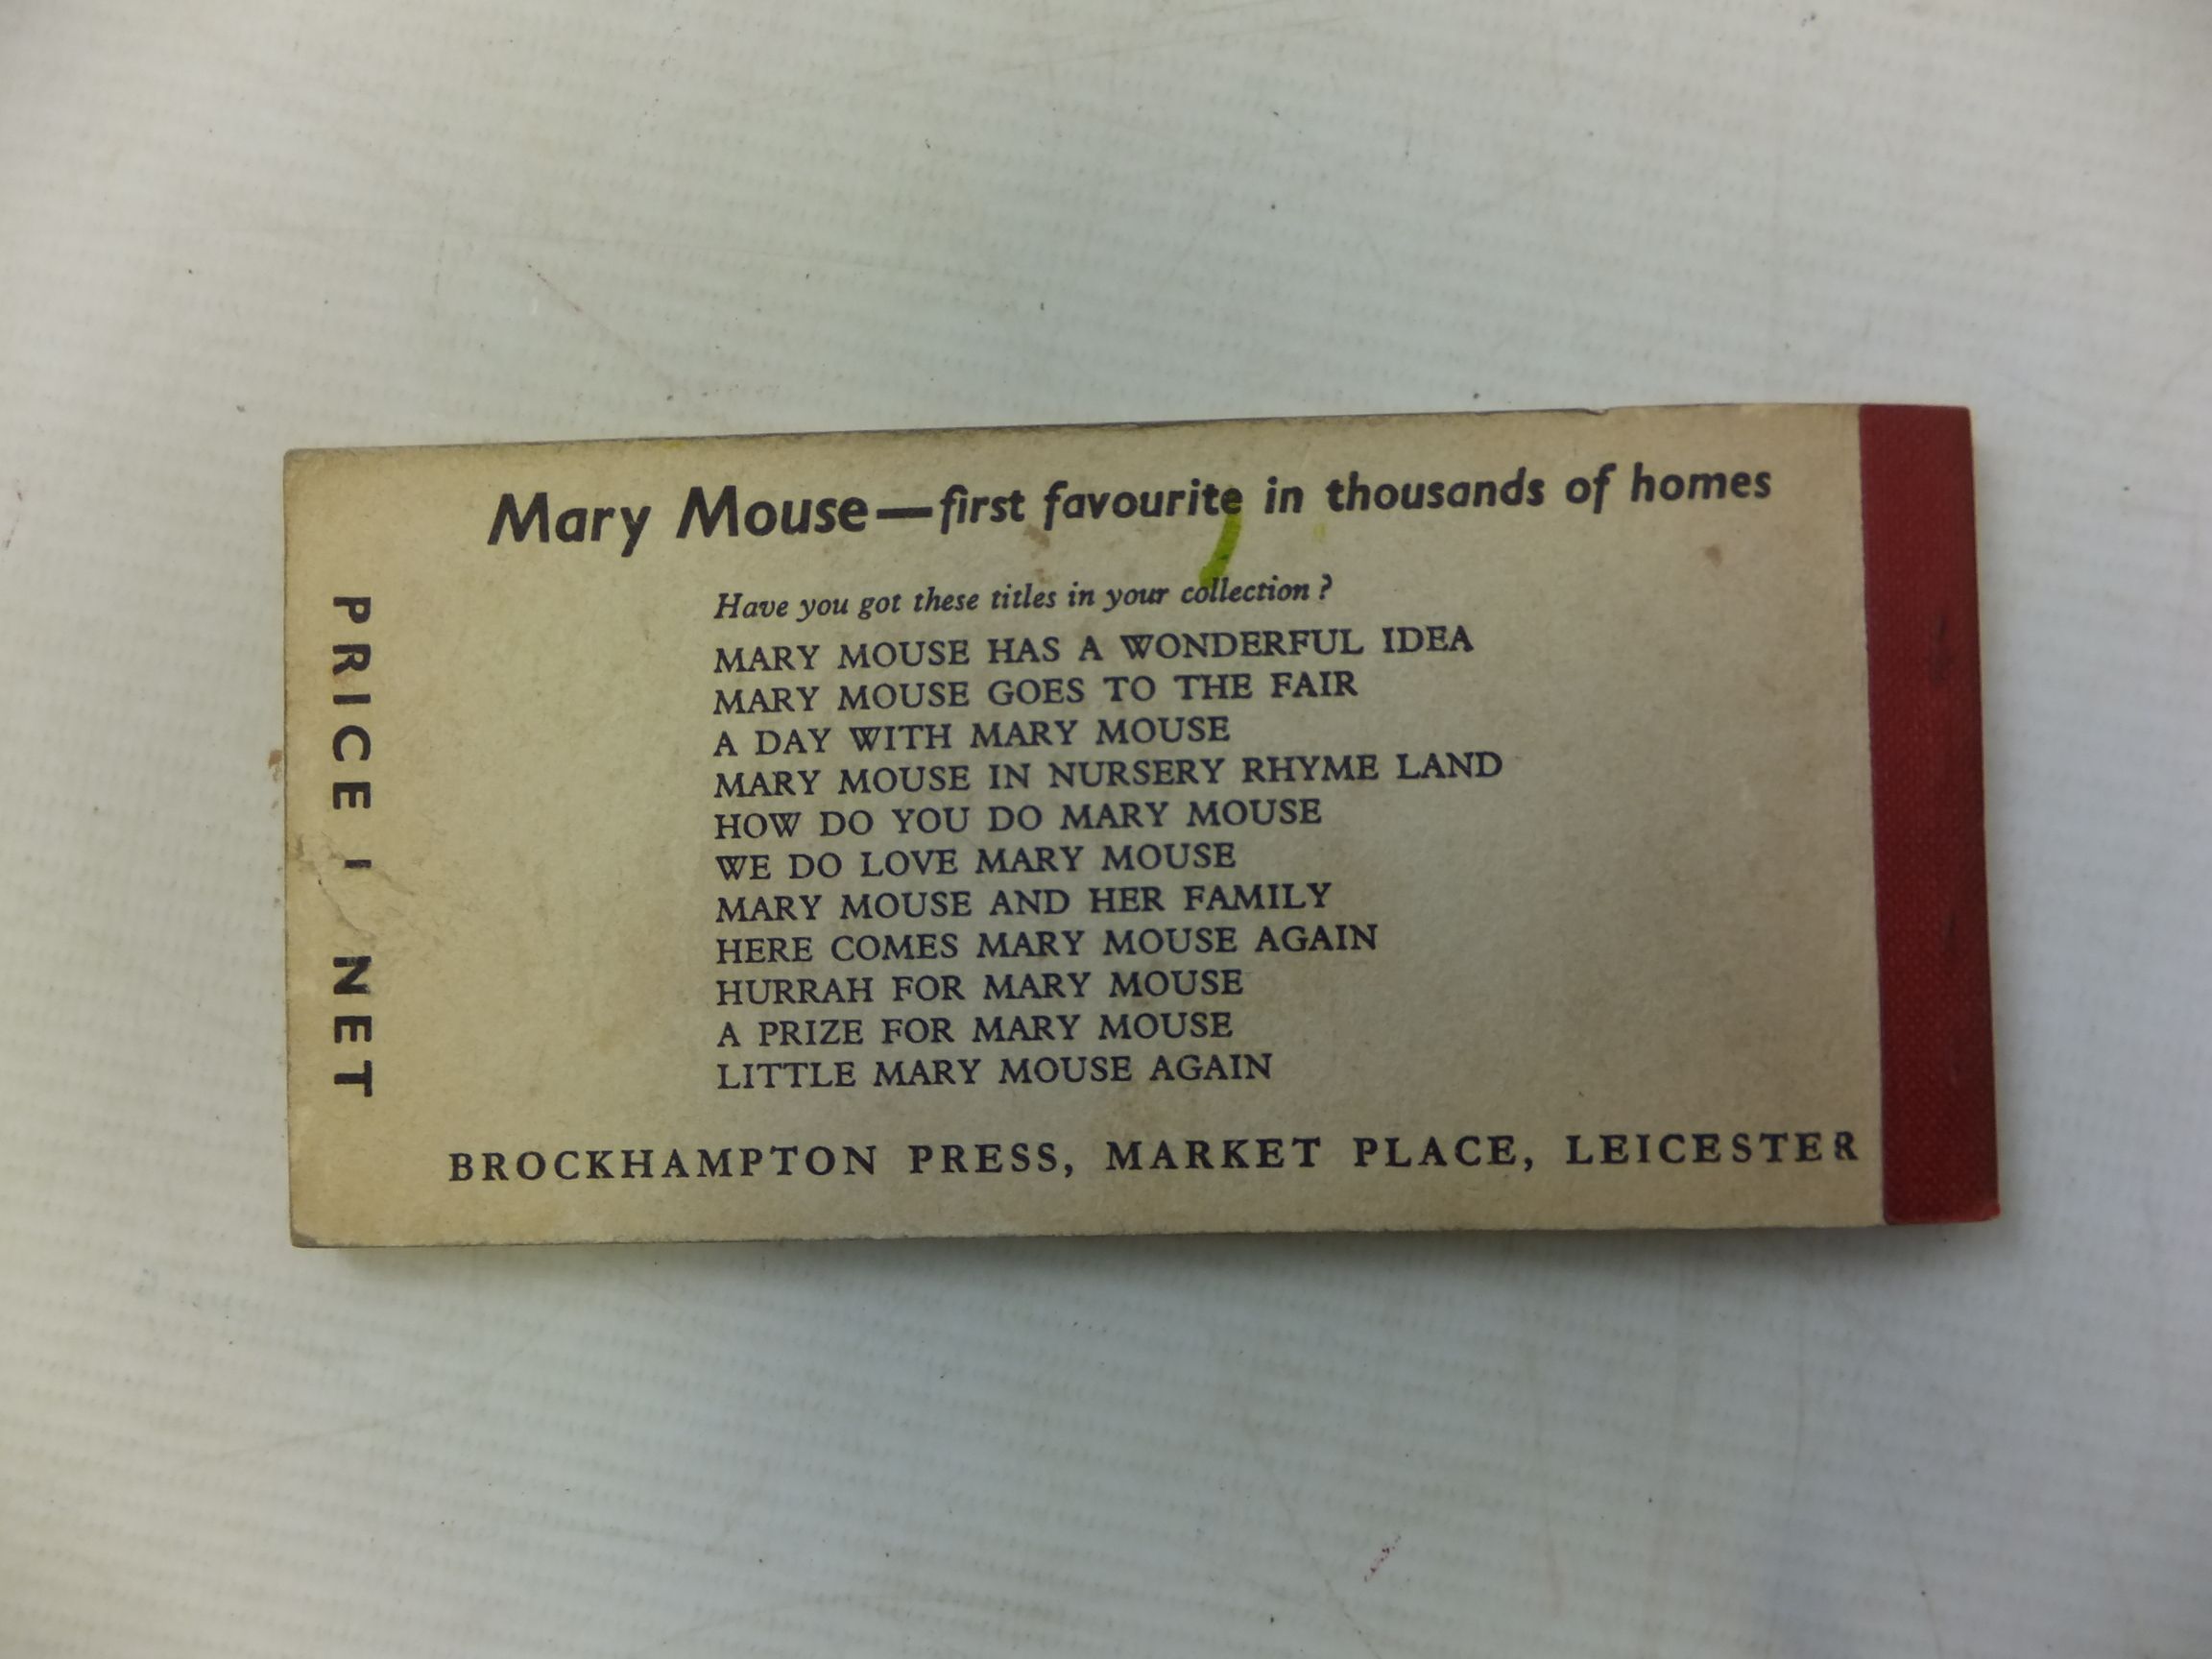 Mary Mouse—first favourite in thousands of homes
Have you got these titles in your collection ?
MARY MOUSE HAS A WONDERFUL IDEA
MARY MOUSE GOES TO THE FAIR
A DAY WITH MARY MOUSE
MARY MOUSE IN NURSERY RHYME LAND
HOW DO YOU DO MARY MOUSE
WE DO LOVE MARY MOUSE
MARY MOUSE AND HER FAMILY
HERE COMES MARY MOUSE AGAIN
HURRAH FOR MARY MOUSE
A PRIZE FOR MARY MOUSE
LITTLE MARY MOUSE AGAIN
BROCKHAMPTON PRESS, MARKET PLACE, LEICESTER
PRICE NET